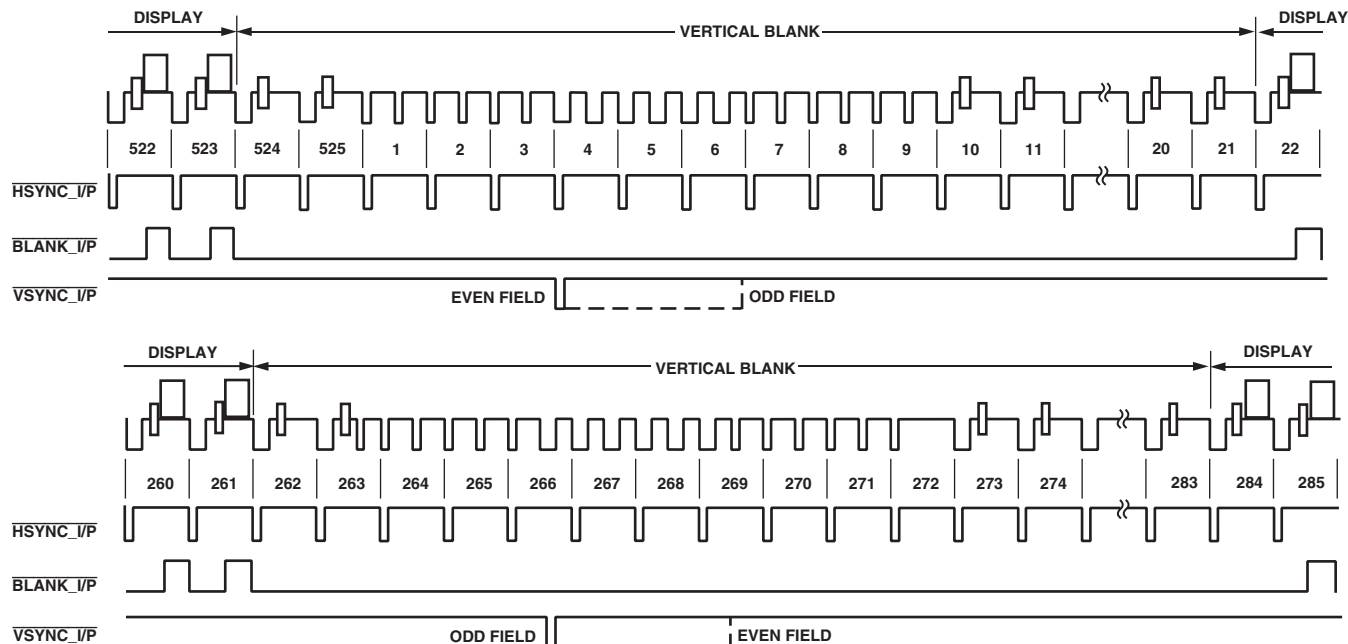 DISPLAY VERTICAL BLANK DISPLAY
522 523 524 525 1 2 3 4 5 6 7 8 9 10 11 20 21 22
HSYNC_I/P
BLANK_I/P
VSYNC_I/P EVEN FIELD ODD FIELD
DISPLAY VERTICAL BLANK DISPLAY
260 261 262 263 264 265 266 267 268 269 270 271 272 273 274 283 284 285
HSYNC_I/P
BLANK_I/P
VSYNC_I/P ODD FIELD EVEN FIELD